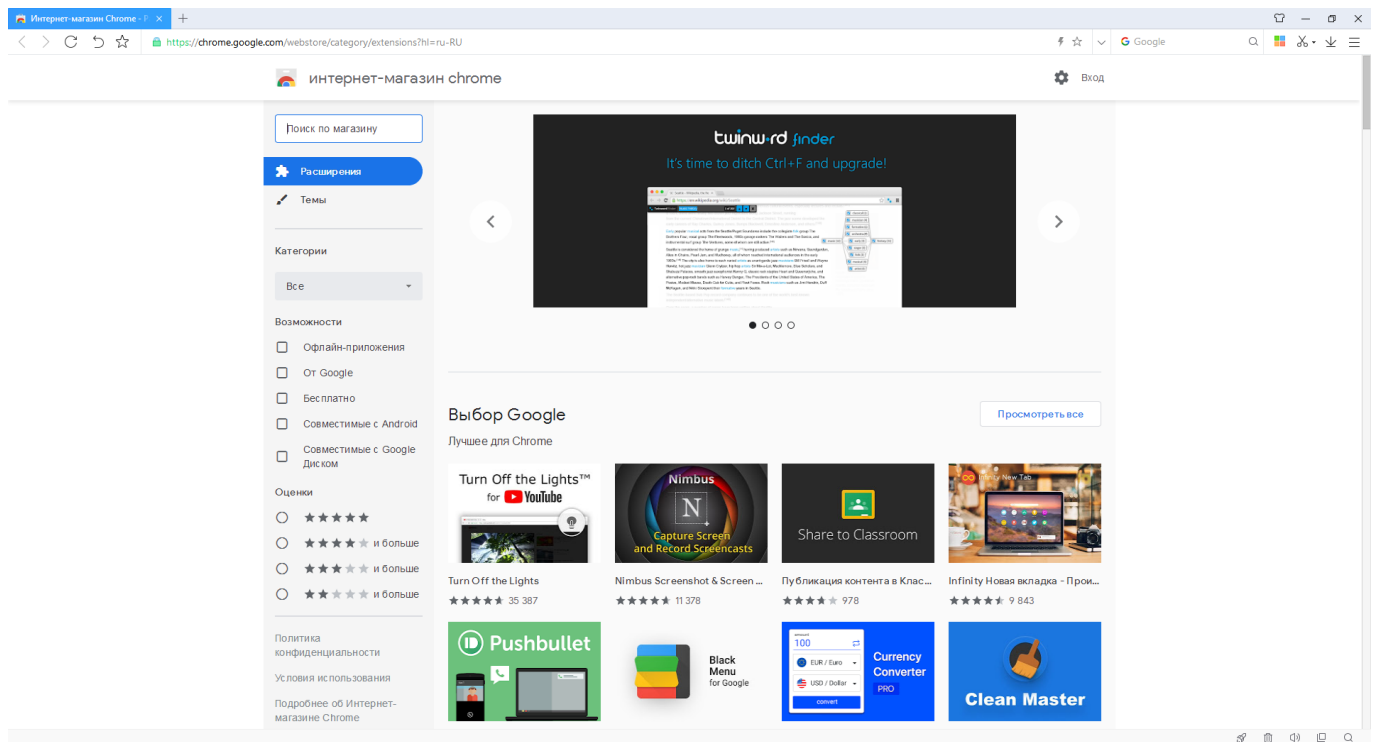 Интернет-магазин Chrome - Р
https://chrome.google.com/webstore/category/extensions?hl=ru-RU
Google
интернет-магазин chrome
Вход
Поиск по магазину
Расширения
Темы
Категории
Все
Возможности
Офлайн-приложения
От Google
Бесплатно
Совместимые с Android
Совместимые с Google
Диском
Оценки
и больше
и больше
и больше
Политика
конфиденциальности
Условия использования
Подробнее об Интернет-
магазине Chrome
twinword finder
It's time to ditch Ctrl+F and upgrade!
Выбор Google
Просмотреть все
Лучшее для Chrome
Turn Off the Lights™
for YouTube
Turn Off the Lights
35 387
Nimbus
N
Capture Screen
and Record Screencasts
Nimbus Screenshot & Screen ...
11 378
Share to Classroom
Публикация контента в Клас...
978
Infinity New Tab
Infinity Новая вкладка - Прои...
9 843
Pushbullet
Black
Menu
for Google
amount
100
EUR / Euro
USD / Dollar
convert
Currency
Converter
PRO
Clean Master